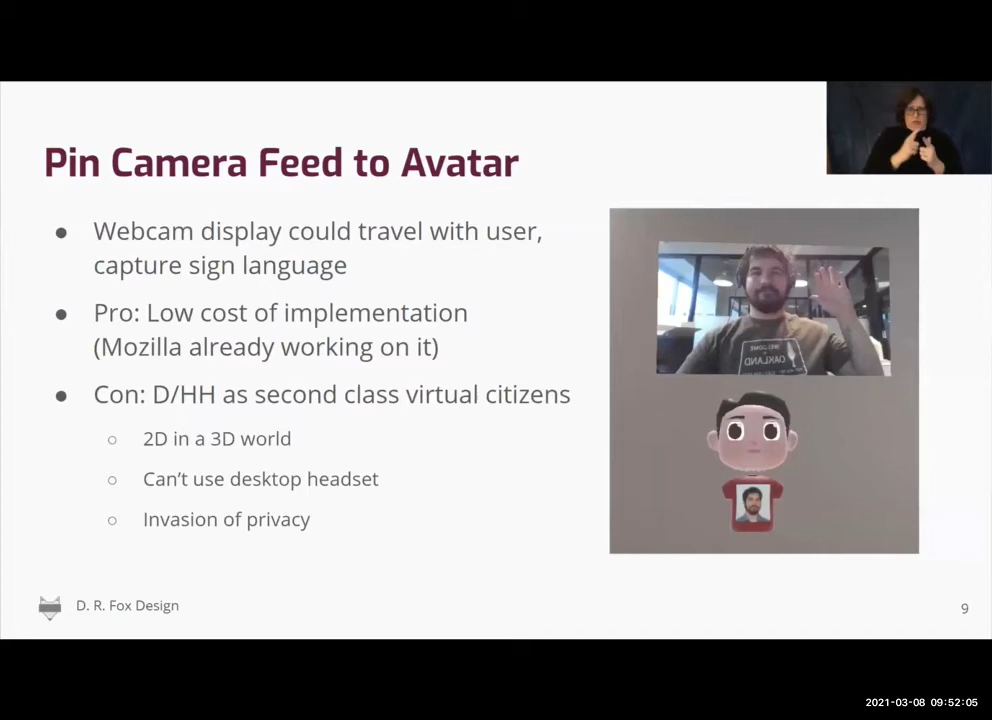 Pin Camera Feed to Avatar
● Webcam display could travel with user,
capture sign language
● Pro: Low cost of implementation
(Mozilla already working on it)
● Con: D/HH as second class virtual citizens
○ 2D in a 3D world
○ Can’t use desktop headset
○ Invasion of privacy
D. R. Fox Design
9
2021-03-08 09:52:05